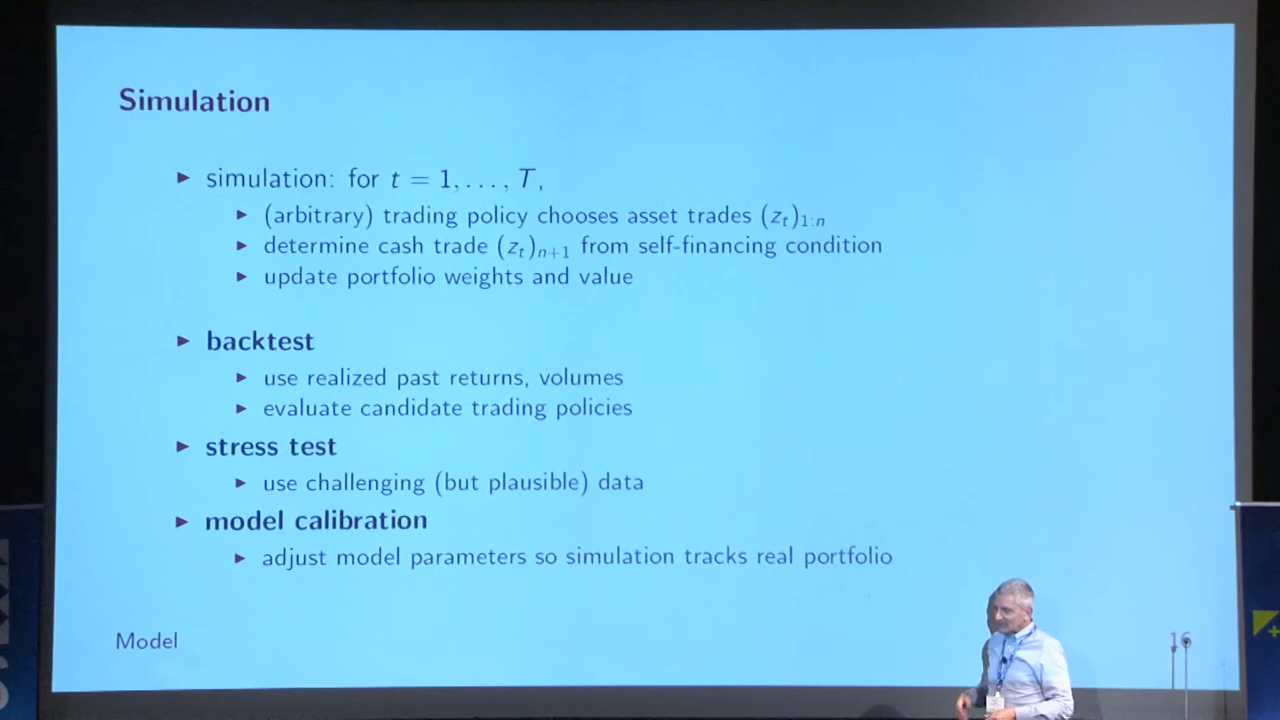 Simulation
▶ simulation: for t = 1, . . . , T,
▶ (arbitrary) trading policy chooses asset trades (z_t)_{1:n}
▶ determine cash trade (z_t)_{n+1} from self-financing condition
▶ update portfolio weights and value
▶ backtest
▶ use realized past returns, volumes
▶ evaluate candidate trading policies
▶ stress test
▶ use challenging (but plausible) data
▶ model calibration
▶ adjust model parameters so simulation tracks real portfolio
Model
16